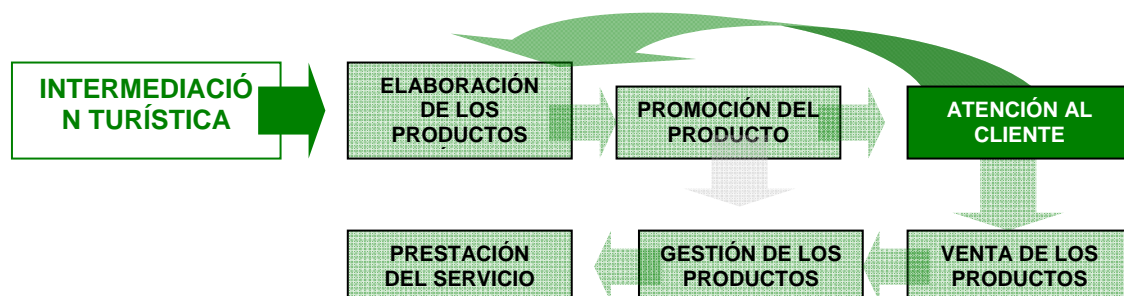 INTERMEDIACIÓ
N TURÍSTICA
ELABORACIÓN
DE LOS
PRODUCTOS
PROMOCIÓN DEL
PRODUCTO
ATENCIÓN AL
CLIENTE
PRESTACIÓN
DEL SERVICIO
GESTIÓN DE LOS
PRODUCTOS
VENTA DE LOS
PRODUCTOS